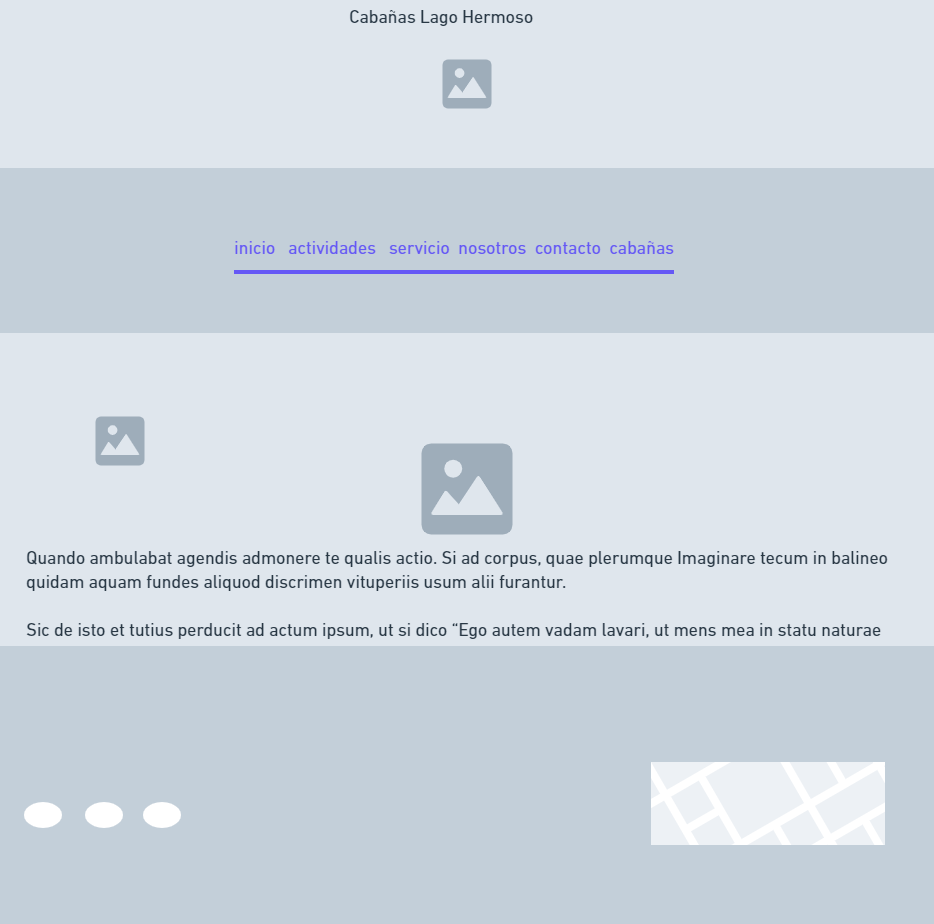 Cabañas Lago Hermoso
inicio actividades servicio nosotros contacto cabañas
Quando ambulabat agendis admonere te qualis actio. Si ad corpus, quae plerumque Imaginare tecum in balineo
quidam aquam fundes aliquod discrimen vituperiis usum alii furantur.
Sic de isto et tutius perducit ad actum ipsum, ut si dico “Ego autem vadam lavari, ut mens mea in statu naturae